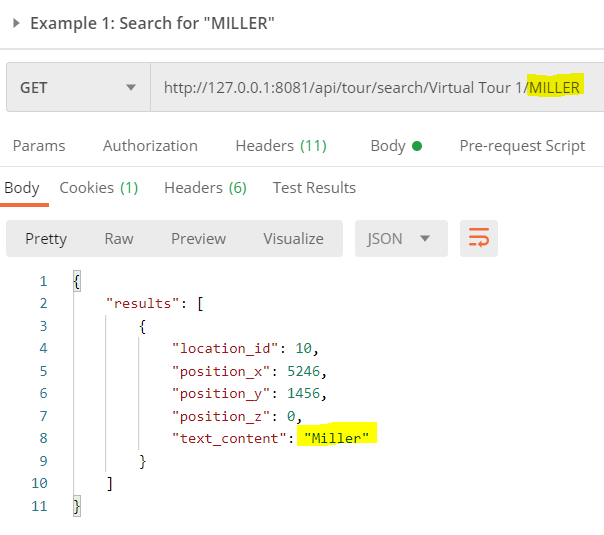 Example 1: Search for "MILLER"
GET http://127.0.0.1:8081/api/tour/search/Virtual Tour 1/MILLER
Params Authorization Headers (11) Body Pre-request Script
Body Cookies (1) Headers (6) Test Results
Pretty Raw Preview Visualize JSON
1 {
2 "results": [
3 {
4 "location_id": 10,
5 "position_x": 5246,
6 "position_y": 1456,
7 "position_z": 0,
8 "text_content": "Miller"
9 }
10 ]
11 }